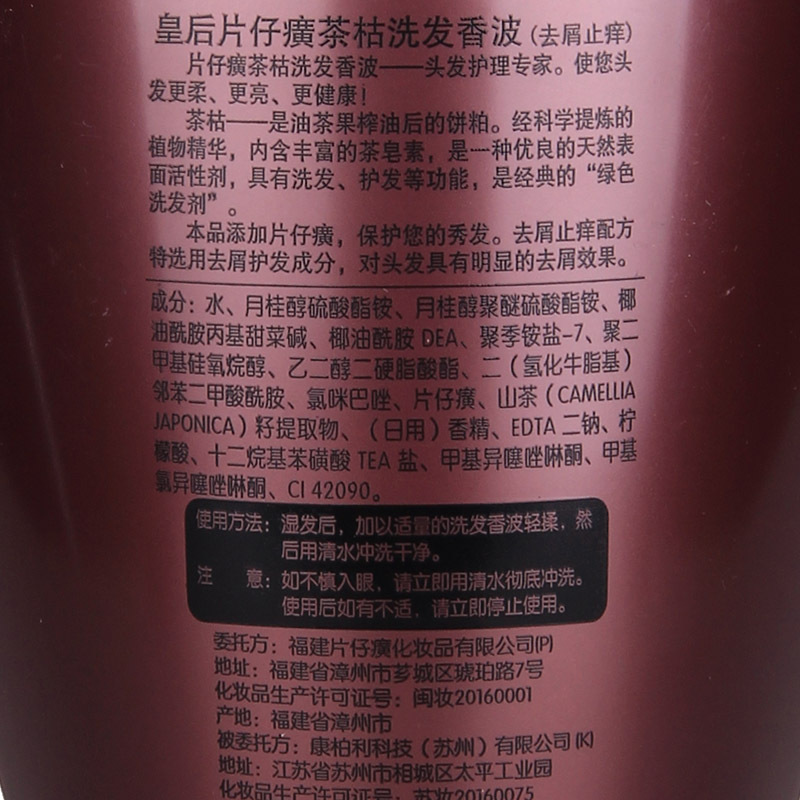 皇后片仔癀茶枯洗发香波(去屑止痒)
片仔癀茶枯洗发香波——头发护理专家。使您头
发更柔、更亮、更健康!
茶枯——是油茶果榨油后的饼粕。经科学提炼的
植物精华，内含丰富的茶皂素，是一种优良的天然表
面活性剂，具有洗发、护发等功能，是经典的“绿色
洗发剂”。
本品添加片仔癀，保护您的秀发。去屑止痒配方
特选用去屑护发成分，对头发具有明显的去屑效果。
成分：水、月桂醇硫酸酯铵、月桂醇聚醚硫酸酯铵、椰
油酰胺丙基甜菜碱、椰油酰胺 DEA、聚季铵盐-7、聚二
甲基硅氧烷醇、乙二醇二硬脂酸酯、二（氢化牛脂基）
邻苯二甲酸酰胺、氯咪巴唑、片仔癀、山茶（CAMELLIA
JAPONICA）籽提取物、（日用）香精、EDTA 二钠、柠
檬酸、十二烷基苯磺酸 TEA 盐、甲基异噻唑啉酮、甲基
氯异噻唑啉酮、CI 42090。
使用方法：湿发后，加以适量的洗发香波轻揉，然
后用清水冲洗干净。
注　意：如不慎入眼，请立即用清水彻底冲洗。
使用后如有不适，请立即停止使用。
委托方：福建片仔癀化妆品有限公司(P)
地址：福建省漳州市芗城区琥珀路7号
化妆品生产许可证号：闽妆20160001
产地：福建省漳州市
被委托方：康柏利科技（苏州）有限公司(K)
地址：江苏省苏州市相城区太平工业园
化妆品生产许可证号：苏妆20160075